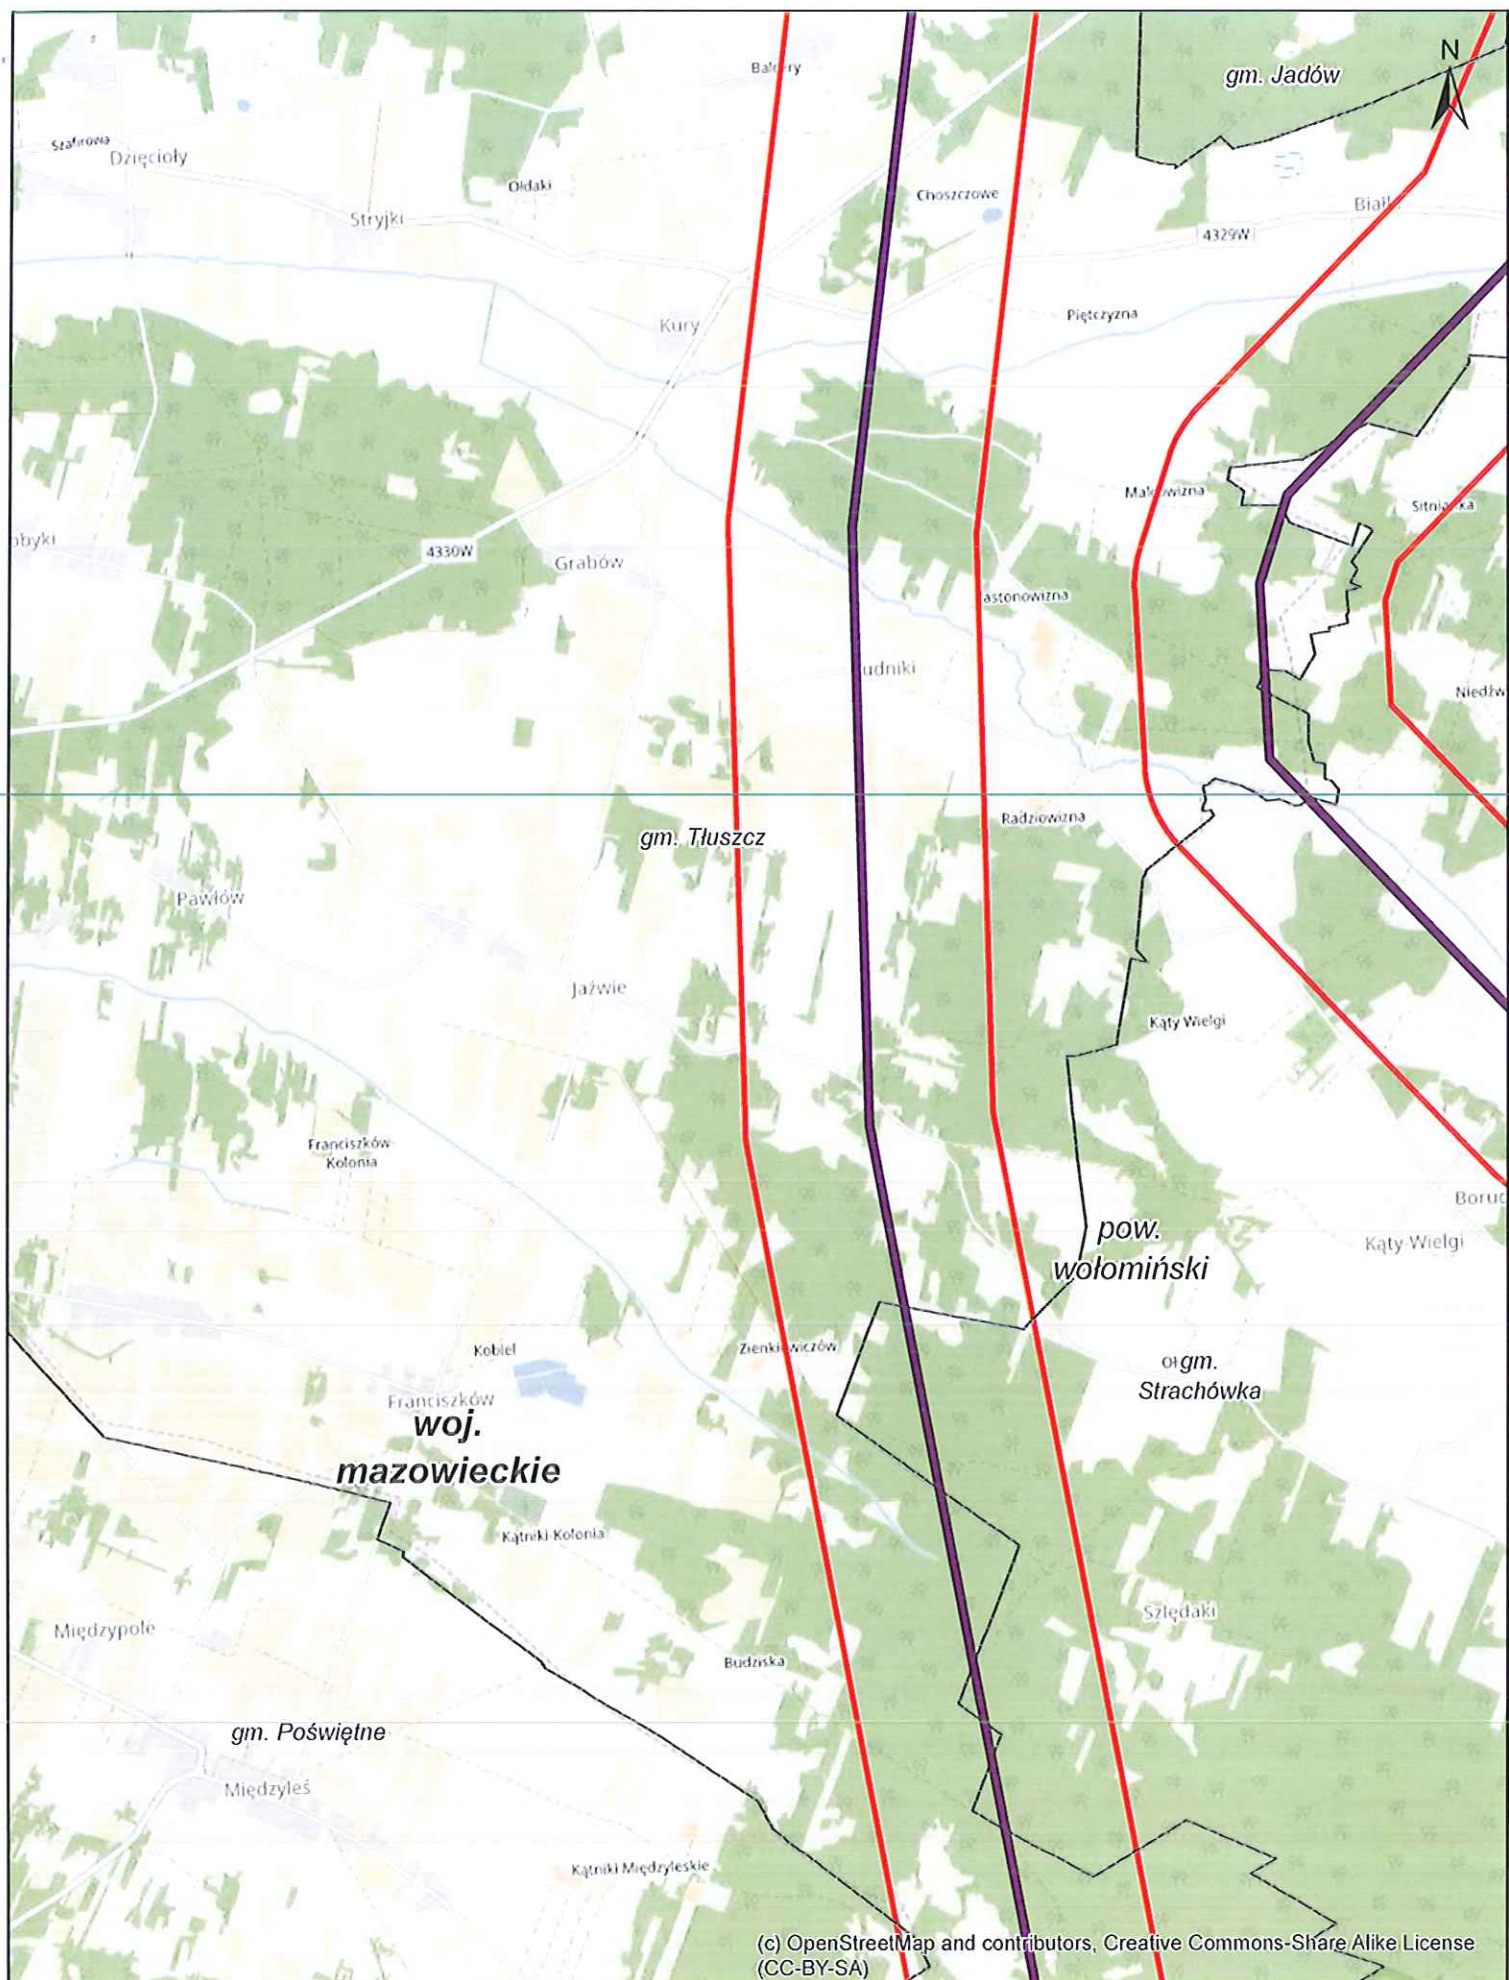 N
gm. Jadów
Szafirowa
Dzięcioły
Ołdaki
Stryjki
Choszczowe
4329W
Piętczyzna
Kury
obyki
4330W
Grabów
astonowizna
udniki
Niedźw
gm. Tłuszcz
Radziowizna
Pawłów
Jaźwie
Kąty Wielgi
Franciszków-
Kolonia
Boruc
pow.
wołomiński
Kąty-Wielgi
Kobiel
Zienkiewiczów
gm.
Strachówka
Franciszków
woj.
mazowieckie
Kątniki-Kolonia
Szlędaki
Międzypole
Budziska
gm. Poświętne
Międzyleś
Kątniki Międzyleskie
(c) OpenStreetMap and contributors, Creative Commons-Share Alike License
(CC-BY-SA)